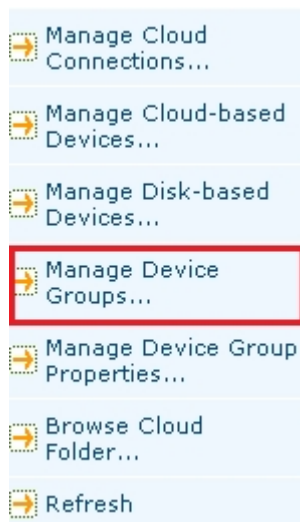 Manage Cloud
Connections...
Manage Cloud-based
Devices...
Manage Disk-based
Devices...
Manage Device
Groups...
Manage Device Group
Properties...
Browse Cloud
Folder...
Refresh